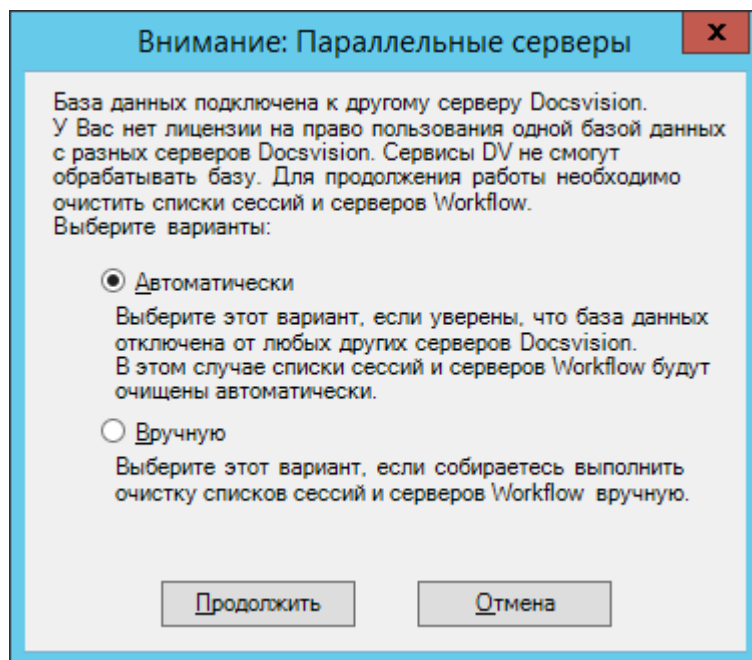 Внимание: Параллельные серверы
x
База данных подключена к другому серверу Docsvision.
У Вас нет лицензии на право пользования одной базой данных
с разных серверов Docsvision. Сервисы DV не смогут
обрабатывать базу. Для продолжения работы необходимо
очистить списки сессий и серверов Workflow.
Выберите варианты:
Автоматически
Выберите этот вариант, если уверены, что база данных
отключена от любых других серверов Docsvision.
В этом случае списки сессий и серверов Workflow будут
очищены автоматически.
Вручную
Выберите этот вариант, если собираетесь выполнить
очистку списков сессий и серверов Workflow вручную.
Продолжить
Отмена